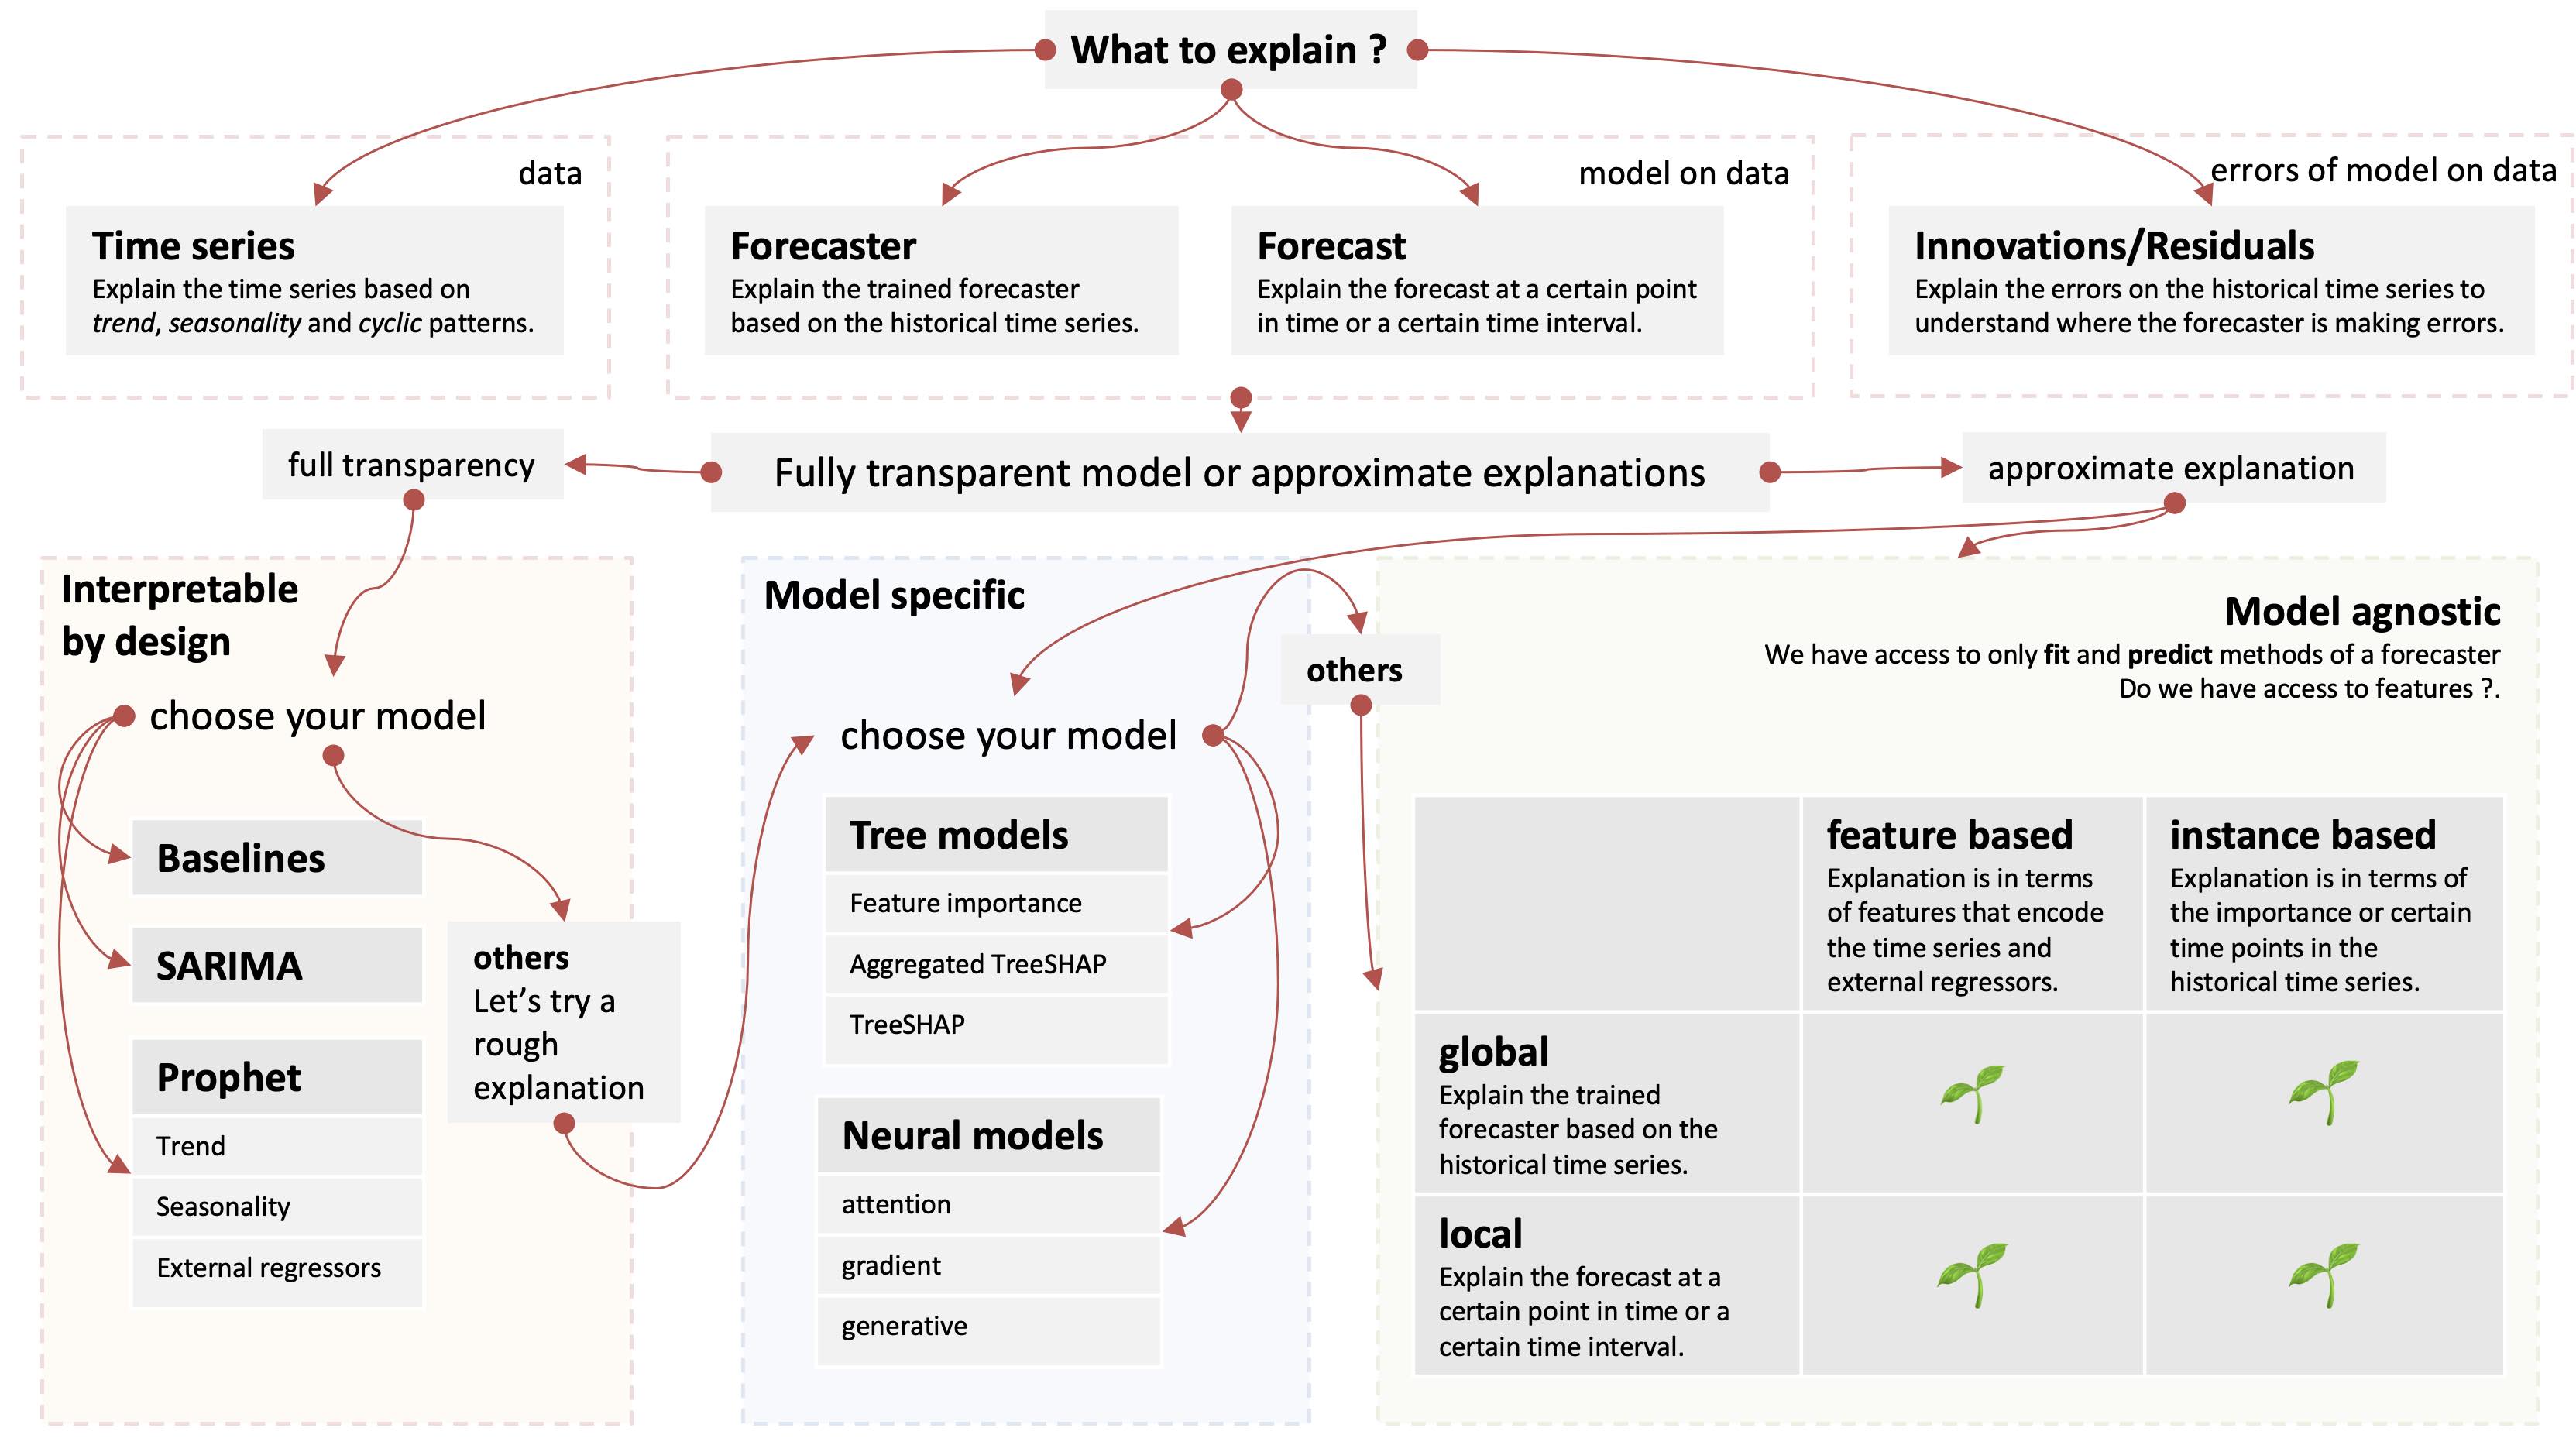 What to explain ?
data
Time series
Explain the time series based on
trend, seasonality and cyclic patterns.
model on data
Forecaster
Explain the trained forecaster
based on the historical time series.
Forecast
Explain the forecast at a certain point
in time or a certain time interval.
errors of model on data
Innovations/Residuals
Explain the errors on the historical time series to
understand where the forecaster is making errors.
full transparency
Fully transparent model or approximate explanations
approximate explanation
Interpretable
by design
choose your model
Baselines
SARIMA
Prophet
Trend
Seasonality
External regressors
others
Let’s try a
rough
explanation
Model specific
choose your model
Tree models
Feature importance
Aggregated TreeSHAP
TreeSHAP
Neural models
attention
gradient
generative
others
Model agnostic
We have access to only fit and predict methods of a forecaster
Do we have access to features ?.
feature based
Explanation is in terms
of features that encode
the time series and
external regressors.
instance based
Explanation is in terms of
the importance or certain
time points in the
historical time series.
global
Explain the trained
forecaster based on the
historical time series.
local
Explain the forecast at a
certain point in time or a
certain time interval.